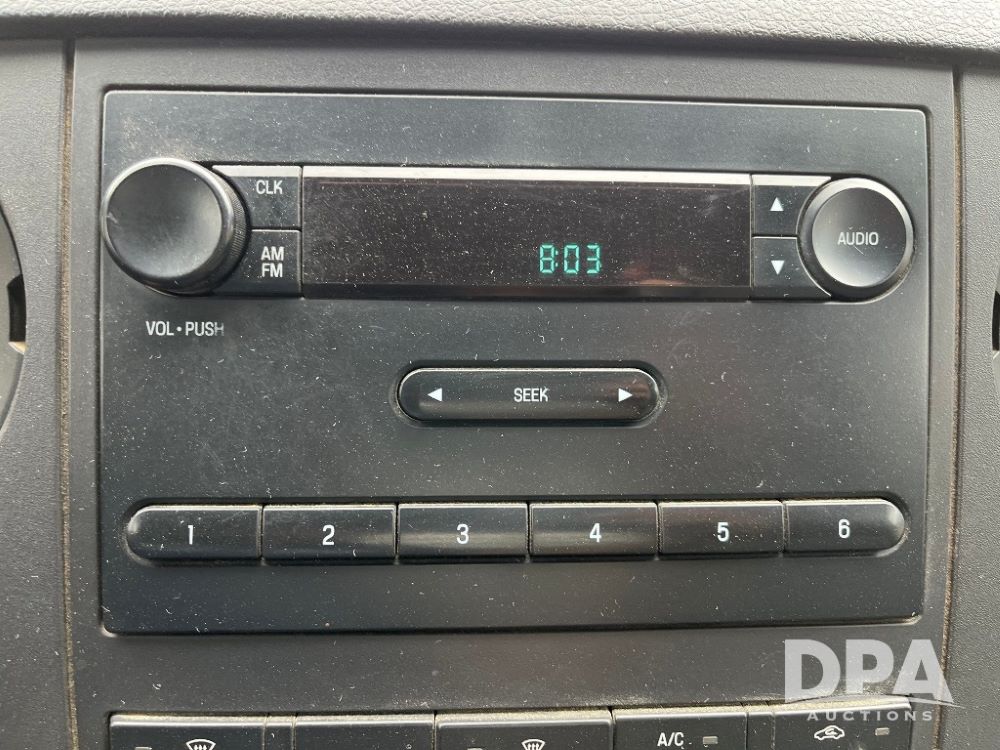 CLK
AM
FM
8:03
AUDIO
VOL•PUSH
SEEK
1 2 3 4 5 6
A/C
DPA
AUCTIONS